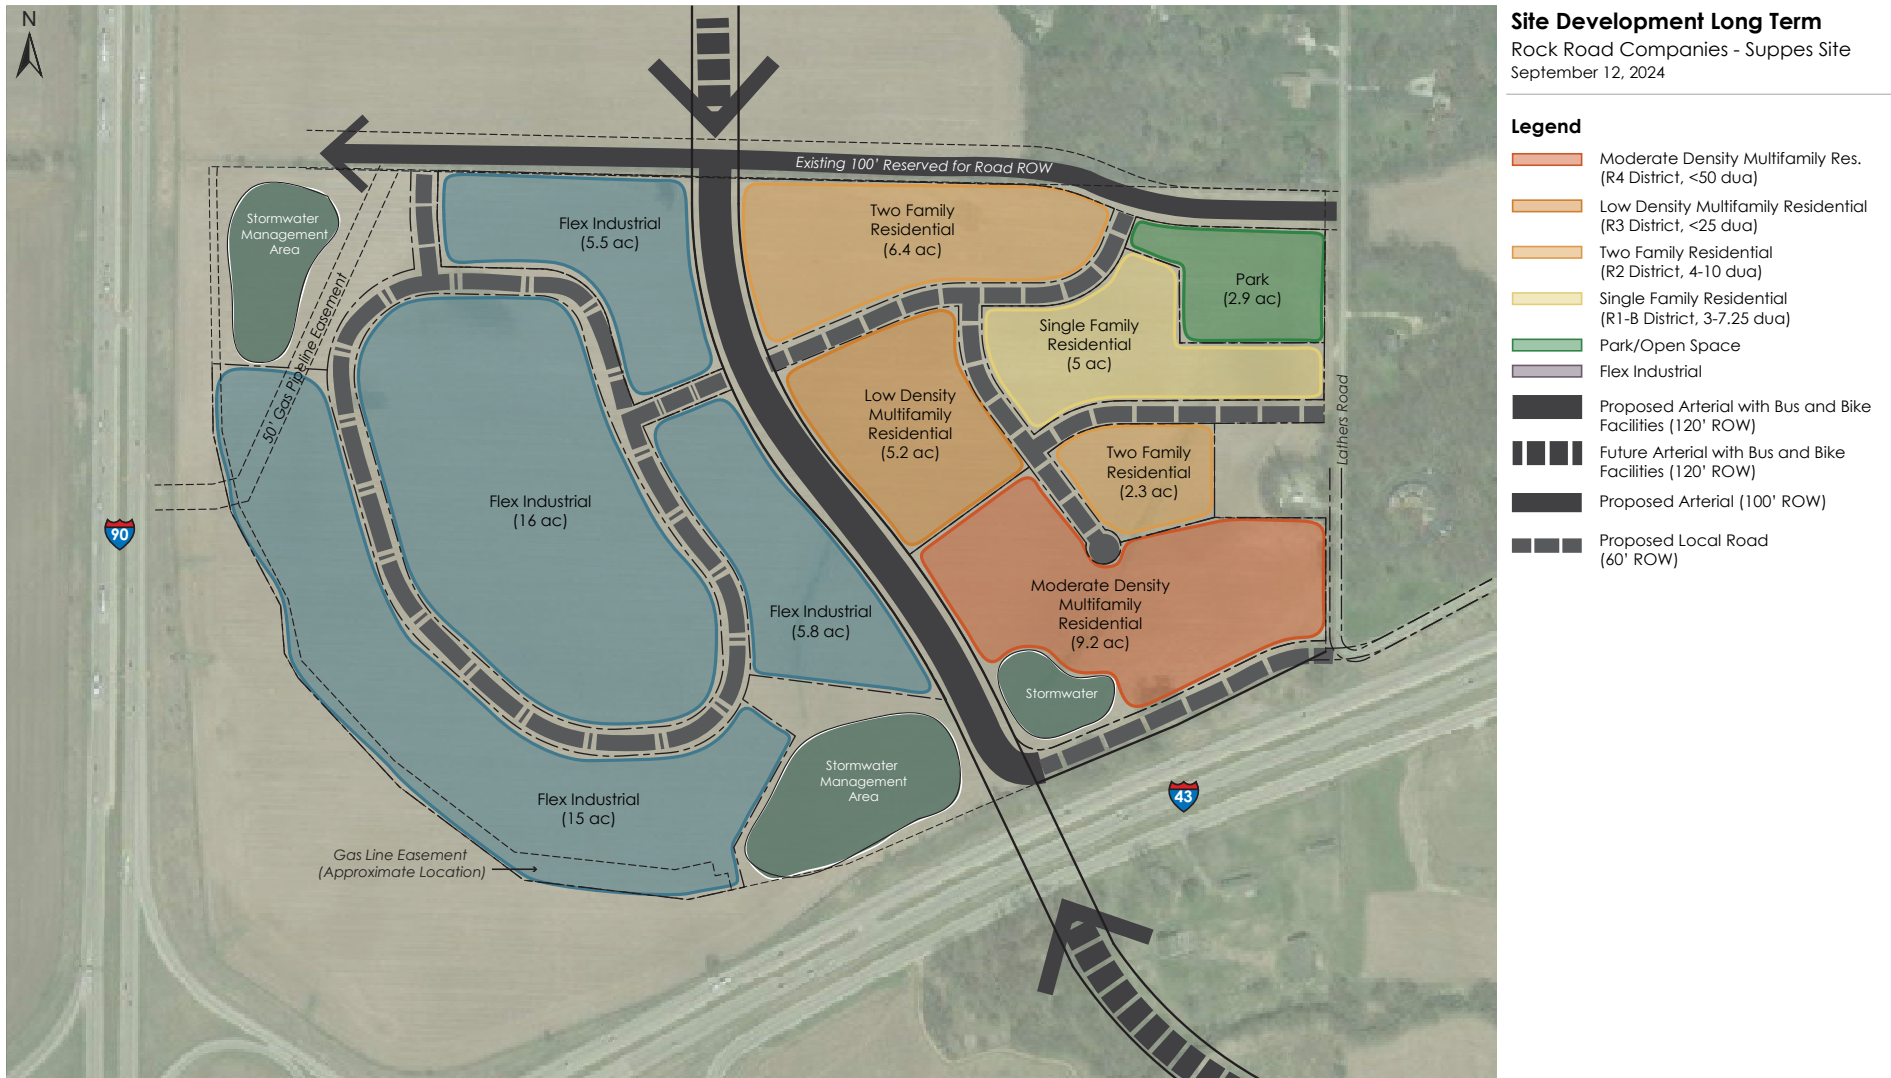 N
Site Development Long Term
Rock Road Companies - Suppes Site
September 12, 2024
Legend
Moderate Density Multifamily Res.
(R4 District, <50 dua)
Low Density Multifamily Residential
(R3 District, <25 dua)
Two Family Residential
(R2 District, 4-10 dua)
Single Family Residential
(R1-B District, 3-7.25 dua)
Park/Open Space
Flex Industrial
Proposed Arterial with Bus and Bike
Facilities (120' ROW)
Future Arterial with Bus and Bike
Facilities (120' ROW)
Proposed Arterial (100' ROW)
Proposed Local Road
(60' ROW)
Existing 100' Reserved for Road ROW
Stormwater
Management
Area
50' Gas Pipeline Easement
Flex Industrial
(5.5 ac)
Two Family
Residential
(6.4 ac)
Park
(2.9 ac)
Single Family
Residential
(5 ac)
Low Density
Multifamily
Residential
(5.2 ac)
Lathers Road
Two Family
Residential
(2.3 ac)
Flex Industrial
(16 ac)
90
Flex Industrial
(5.8 ac)
Moderate Density
Multifamily
Residential
(9.2 ac)
Stormwater
Stormwater
Management
Area
43
Flex Industrial
(15 ac)
Gas Line Easement
(Approximate Location)